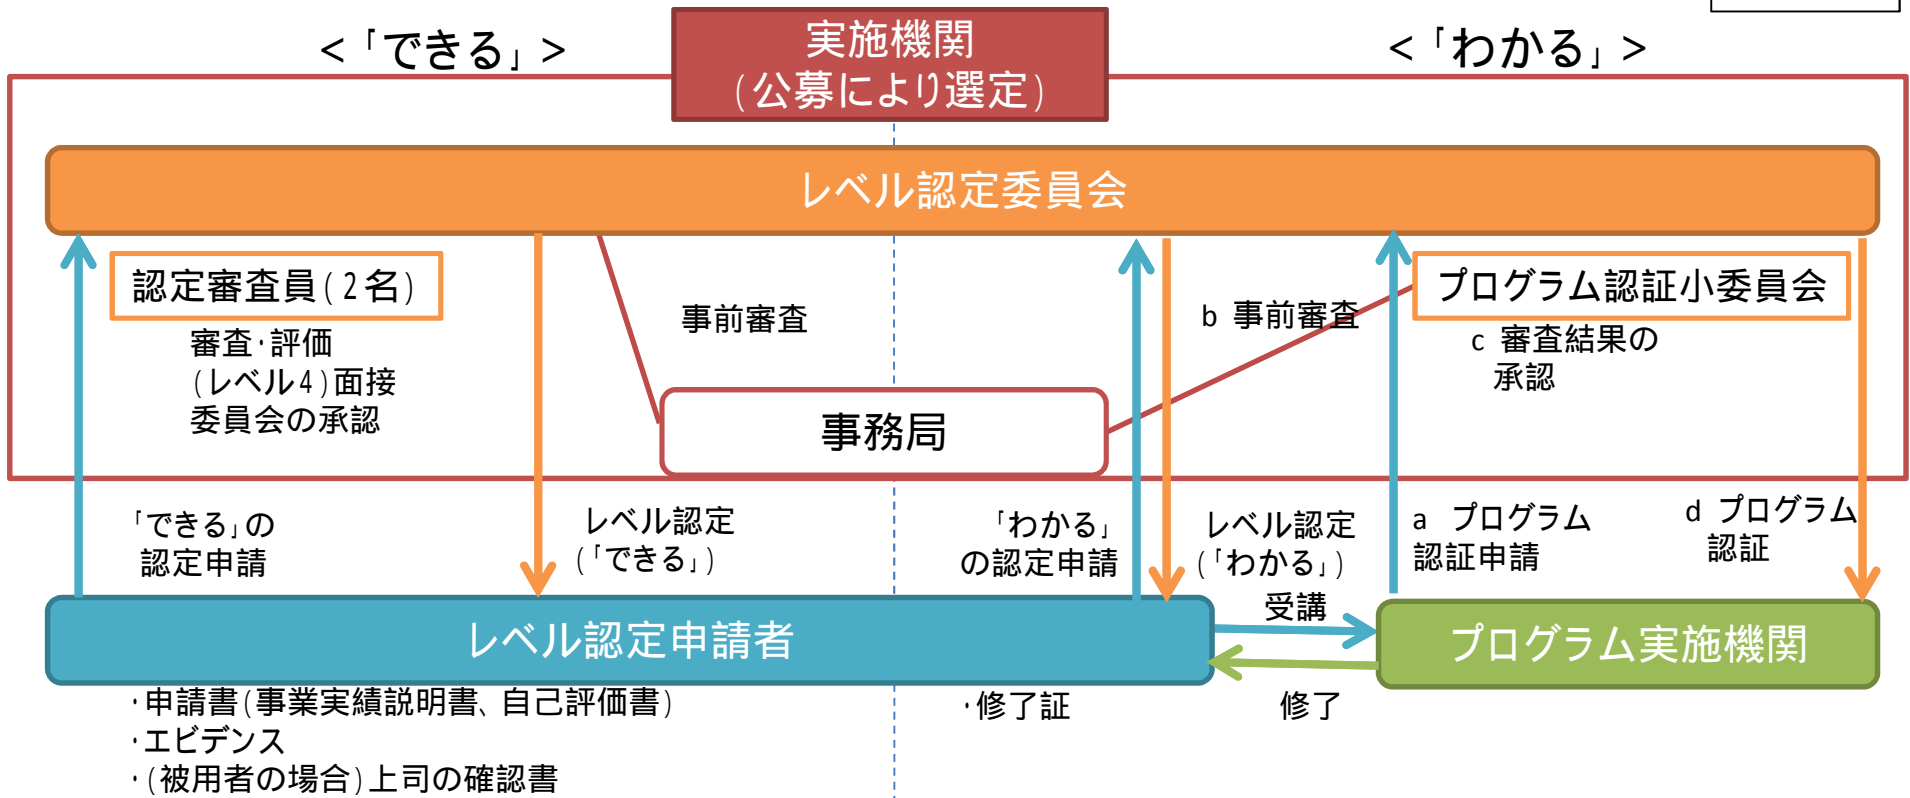 <「できる」>
実施機関
(公募により選定)
<「わかる」>
レベル認定委員会
認定審査員(2名)
審査・評価
(レベル4)面接
委員会の承認
事前審査
b 事前審査
プログラム認証小委員会
c 審査結果の
承認
事務局
「できる」の
認定申請
レベル認定
(「できる」)
「わかる」
の認定申請
レベル認定
(「わかる」)
a プログラム
認証申請
d プログラム
認証
受講
レベル認定申請者
プログラム実施機関
・申請書(事業実績説明書、自己評価書)
・エビデンス
・(被用者の場合)上司の確認書
・修了証
修了